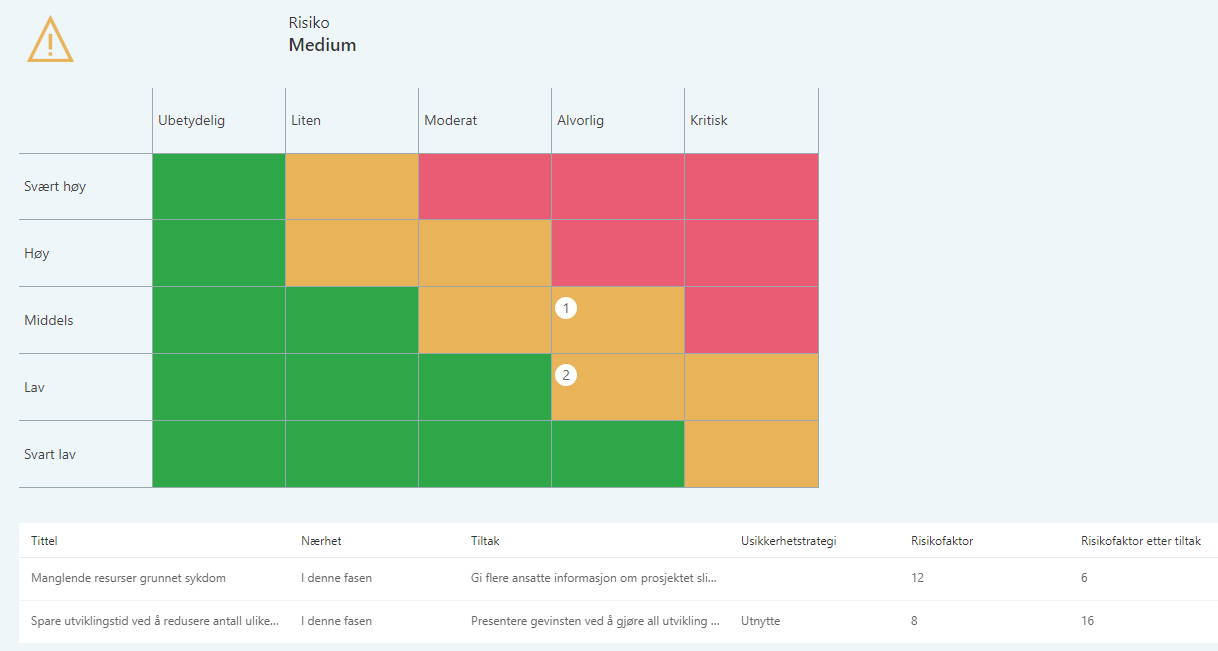 Risiko
Medium
Ubetydelig Liten Moderat Alvorlig Kritisk
Svært høy
Høy
Middels 1
Lav 2
Svart lav
Tittel Nærhet Tiltak Usikkerhetstrategi Risikofaktor Risikofaktor etter tiltak
Manglende resurser grunnet sykdom I denne fasen Gi flere ansatte informasjon om prosjektet sli... 12 6
Spare utviklingstid ved å redusere antall ulike... I denne fasen Presentere gevinsten ved å gjøre all utvikling ... Utnytte 8 16